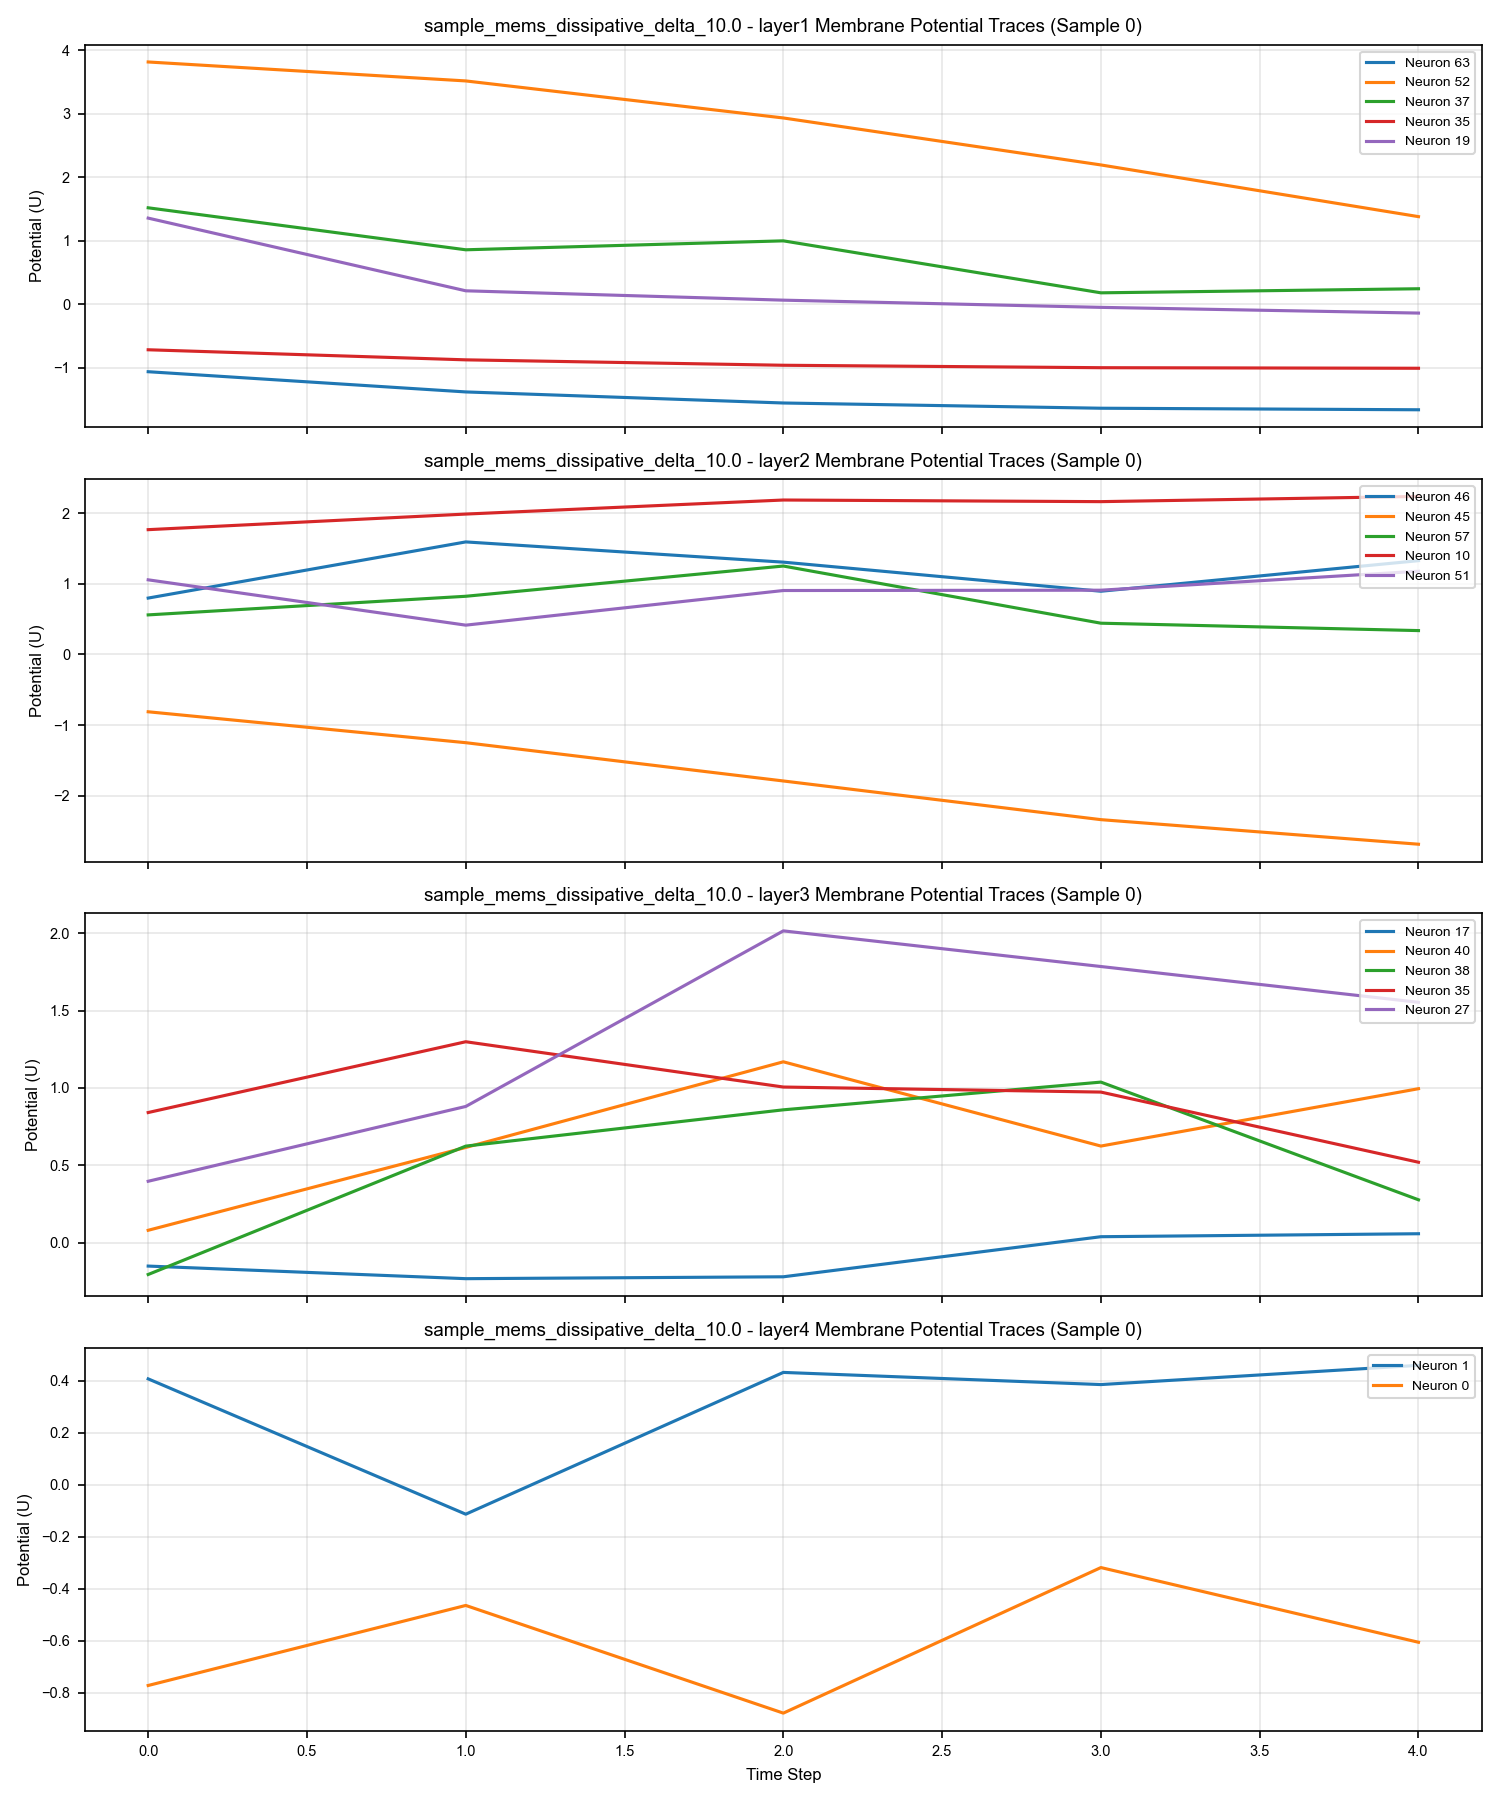 sample_mems_dissipative_delta_10.0 - layer1 Membrane Potential Traces (Sample 0)
4
3
2
1
0
−1
Potential (U)
Neuron 63
Neuron 52
Neuron 37
Neuron 35
Neuron 19
sample_mems_dissipative_delta_10.0 - layer2 Membrane Potential Traces (Sample 0)
2
1
0
−1
−2
Potential (U)
Neuron 46
Neuron 45
Neuron 57
Neuron 10
Neuron 51
sample_mems_dissipative_delta_10.0 - layer3 Membrane Potential Traces (Sample 0)
2.0
1.5
1.0
0.5
0.0
Potential (U)
Neuron 17
Neuron 40
Neuron 38
Neuron 35
Neuron 27
sample_mems_dissipative_delta_10.0 - layer4 Membrane Potential Traces (Sample 0)
0.4
0.2
0.0
−0.2
−0.4
−0.6
−0.8
Potential (U)
Neuron 1
Neuron 0
0.0 0.5 1.0 1.5 2.0 2.5 3.0 3.5 4.0
Time Step